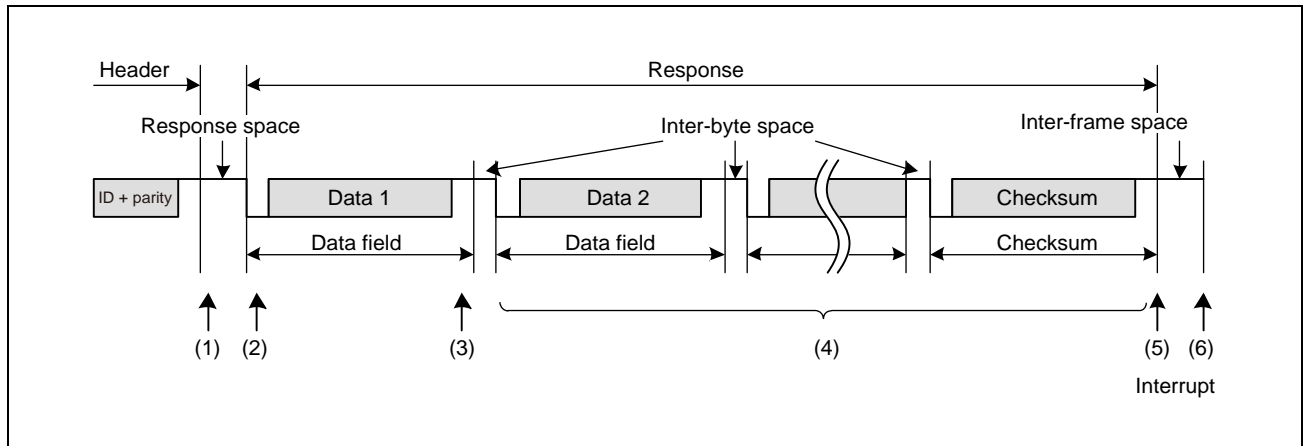 Header
Response
Response space
Inter-byte space
Inter-frame space
ID + parity
Data 1
Data 2
Checksum
Data field
Data field
Checksum
(1)
(2)
(3)
(4)
(5)
(6)
Interrupt